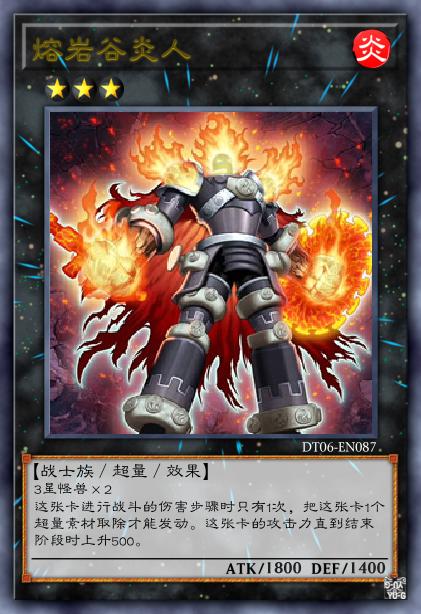 熔岩谷炎人
炎
DT06-EN087
【战士族／超量／效果】
3星怪兽×2
这张卡进行战斗的伤害步骤时只有1次，把这张卡1个
超量素材取除才能发动。这张卡的攻击力直到结束
阶段时上升500。
ATK/1800 DEF/1400